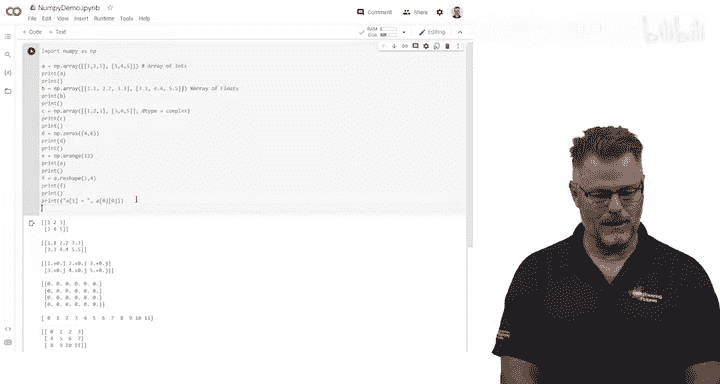 NumpyDemo.ipynb
File Edit View Insert Runtime Tools Help
Comment Share
+ Code + Text
RAM
Disk
Editing
import numpy as np
a = np.array([[1,2,3], [3,4,5]]) # Array of ints
print(a)
print()
b = np.array([[1.1, 2.2, 3.3], [3.3, 4.4, 5.5]]) #Array of Floats
print(b)
print()
c = np.array([[1,2,3], [3,4,5]], dtype = complex)
print(c)
print()
d = np.zeros((4,6))
print(d)
print()
e = np.arange(12)
print(e)
print()
f = e.reshape(3,4)
print(f)
print()
print(("a[1] = ", a[0][0]))
[[1 2 3]
[3 4 5]]
[[1.1 2.2 3.3]
[3.3 4.4 5.5]]
[[1.+0.j 2.+0.j 3.+0.j]
[3.+0.j 4.+0.j 5.+0.j]]
[[0. 0. 0. 0. 0. 0.]
[0. 0. 0. 0. 0. 0.]
[0. 0. 0. 0. 0. 0.]
[0. 0. 0. 0. 0. 0.]]
[ 0 1 2 3 4 5 6 7 8 9 10 11]
[[ 0 1 2 3]
[ 4 5 6 7]
[ 8 9 10 11]]
bilibili